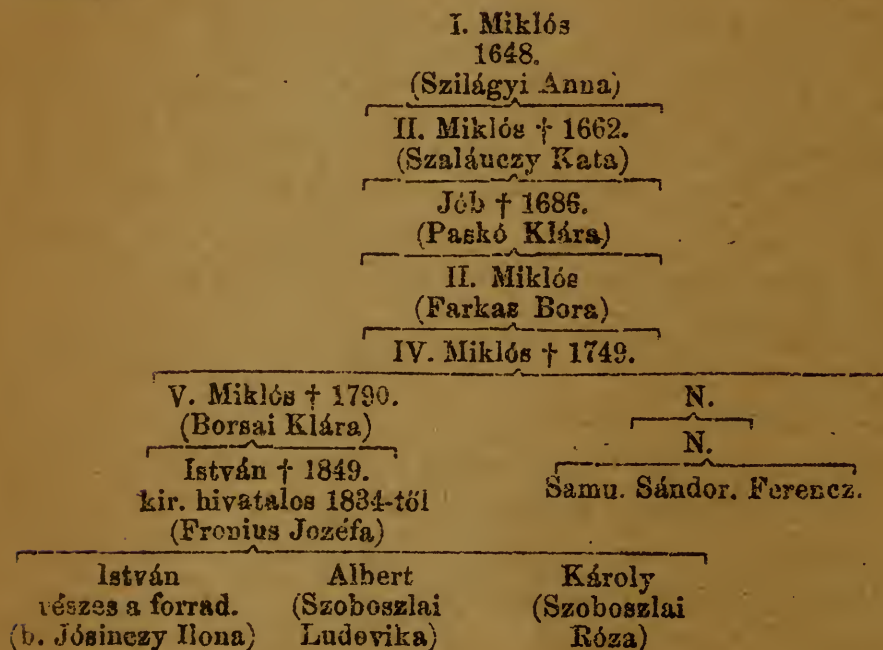 I. Miklós
1648.
(Szilágyi Anna)
II. Miklós † 1662.
(Szaláuczy Kata)
Jób † 1686.
(Paskó Klára)
II. Miklós
(Farkas Bora)
IV. Miklós † 1749.
V. Miklós † 1790.
(Borsai Klára)
István † 1849.
kir. hivatalos 1834-től
(Fronius Jozéfa)
N.
N.
Samu. Sándor. Ferencz.
István
részes a forrad.
(b. Jósinczy Ilona)
Albert
(Szoboszlai
Ludovika)
Károly
(Szoboszlai
Róza)